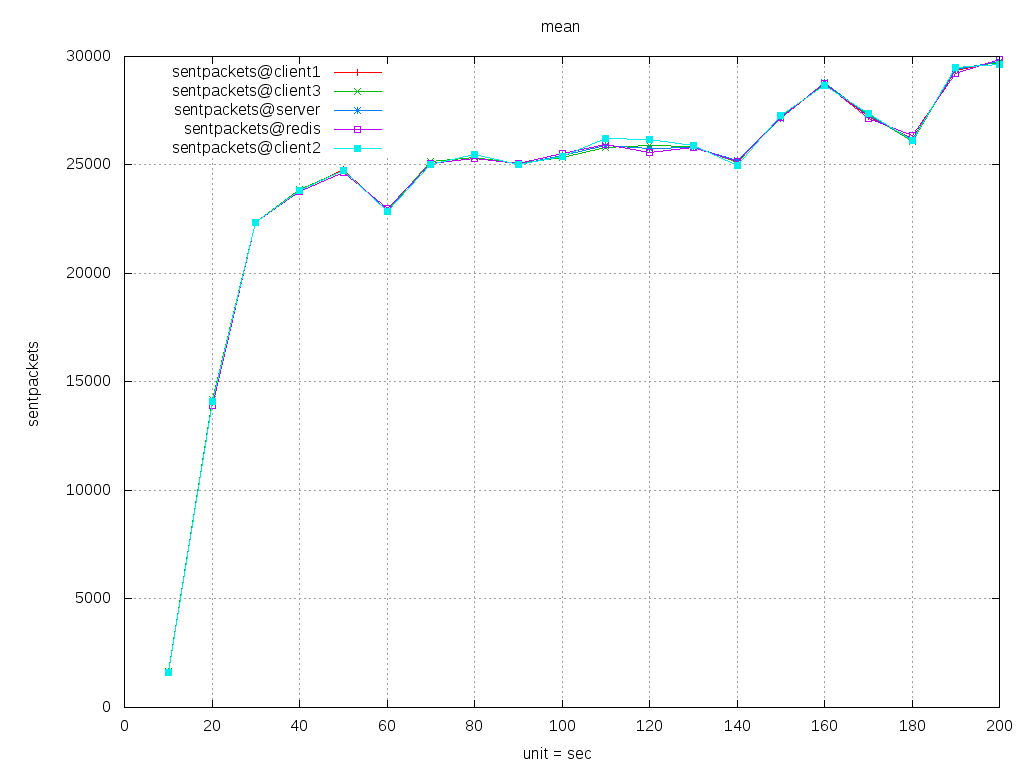 mean
30000
25000
20000
15000
10000
5000
0
sentpackets
sentpackets@client1
sentpackets@client3
sentpackets@server
sentpackets@redis
sentpackets@client2
0 20 40 60 80 100 120 140 160 180 200
unit = sec